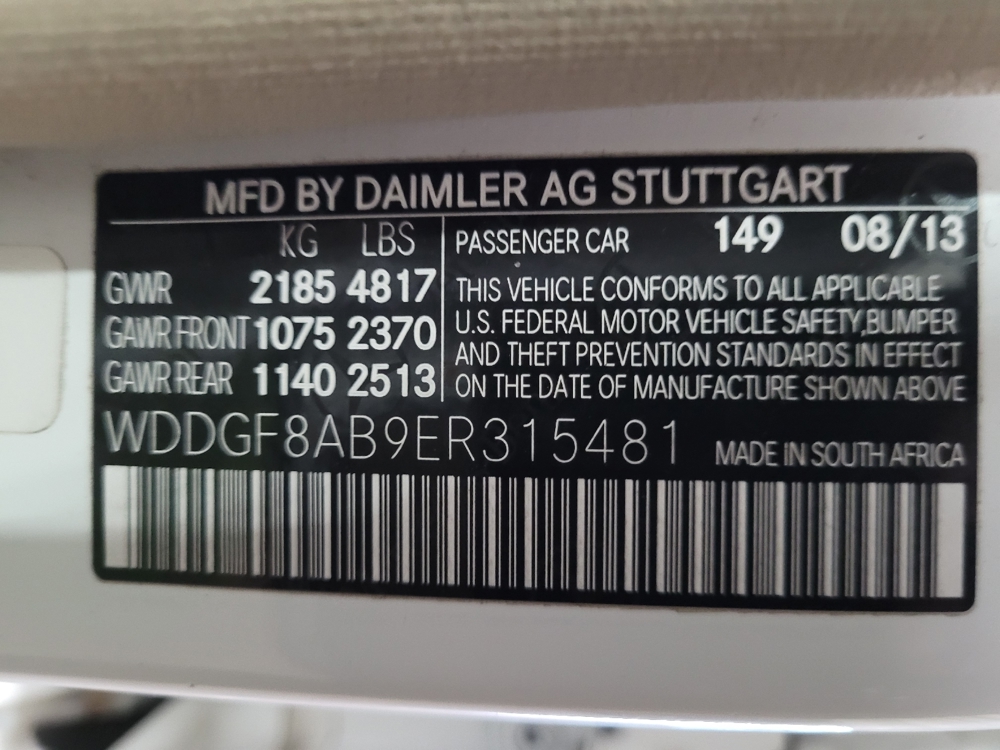 MFD BY DAIMLER AG STUTTGART
KG LBS
GVWR 2185 4817
GAWR FRONT 1075 2370
GAWR REAR 1140 2513
PASSENGER CAR 149 08/13
THIS VEHICLE CONFORMS TO ALL APPLICABLE
U.S. FEDERAL MOTOR VEHICLE SAFETY, BUMPER
AND THEFT PREVENTION STANDARDS IN EFFECT
ON THE DATE OF MANUFACTURE SHOWN ABOVE
WDDGF8AB9ER315481 MADE IN SOUTH AFRICA